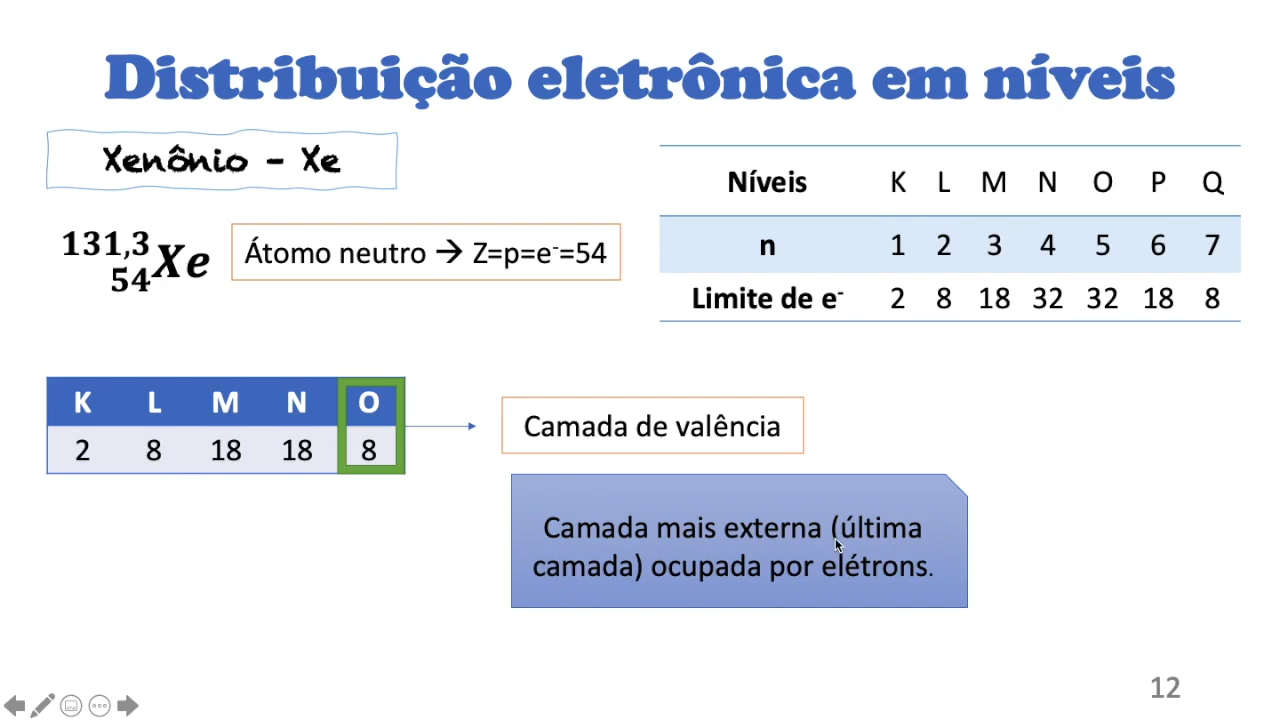 Distribuição eletrônica em níveis
Xenônio - Xe
131,3
54 Xe
Átomo neutro → Z=p=e⁻=54
Níveis K L M N O P Q
n 1 2 3 4 5 6 7
Limite de e⁻ 2 8 18 32 32 18 8
K L M N O
2 8 18 18 8
Camada de valência
Camada mais externa (última
camada) ocupada por elétrons.
12